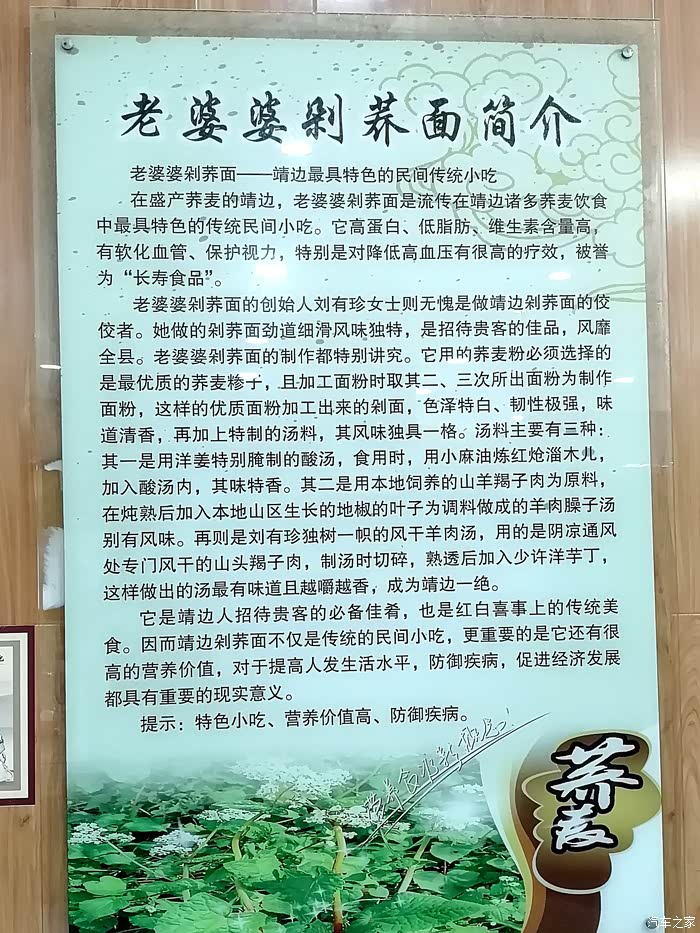 老婆婆剁荞面简介
老婆婆剁荞面——靖边最具特色的民间传统小吃
在盛产荞麦的靖边，老婆婆剁荞面是流传在靖边诸多荞麦饮食
中最具特色的传统民间小吃。它高蛋白、低脂肪、维生素含量高，
有软化血管、保护视力，特别是对降低高血压有很高的疗效，被誉
为“长寿食品”。
老婆婆剁荞面的创始人刘有珍女士则无愧是做靖边剁荞面的佼
佼者。她做的剁荞面劲道细滑风味独特，是招待贵客的佳品，风靡
全县。老婆婆剁荞面的制作都特别讲究。它用的荞麦粉必须选择的
是最优质的荞麦糁子，且加工面粉时取其二、三次所出面粉为制作
面粉，这样的优质面粉加工出来的剁面，色泽特白、韧性极强，味
道清香，再加上特制的汤料，其风味独具一格。汤料主要有三种：
其一是用洋姜特别腌制的酸汤，食用时，用小麻油炼红炝淄木儿，
加入酸汤内，其味特香。其二是用本地饲养的山羊羯子肉为原料，
在炖熟后加入本地山区生长的地椒的叶子为调料做成的羊肉臊子汤
别有风味。再则是刘有珍独树一帜的风干羊肉汤，用的是阴凉通风
处专门风干的山头羯子肉，制汤时切碎，熟透后加入少许洋芋丁，
这样做出的汤最有味道且越嚼越香，成为靖边一绝。
它是靖边人招待贵客的必备佳肴，也是红白喜事上的传统美
食。因而靖边剁荞面不仅是传统的民间小吃，更重要的是它还有很
高的营养价值，对于提高人发生活水平，防御疾病，促进经济发展
都具有重要的现实意义。
提示：特色小吃、营养价值高、防御疾病。
荞麦
汽车之家